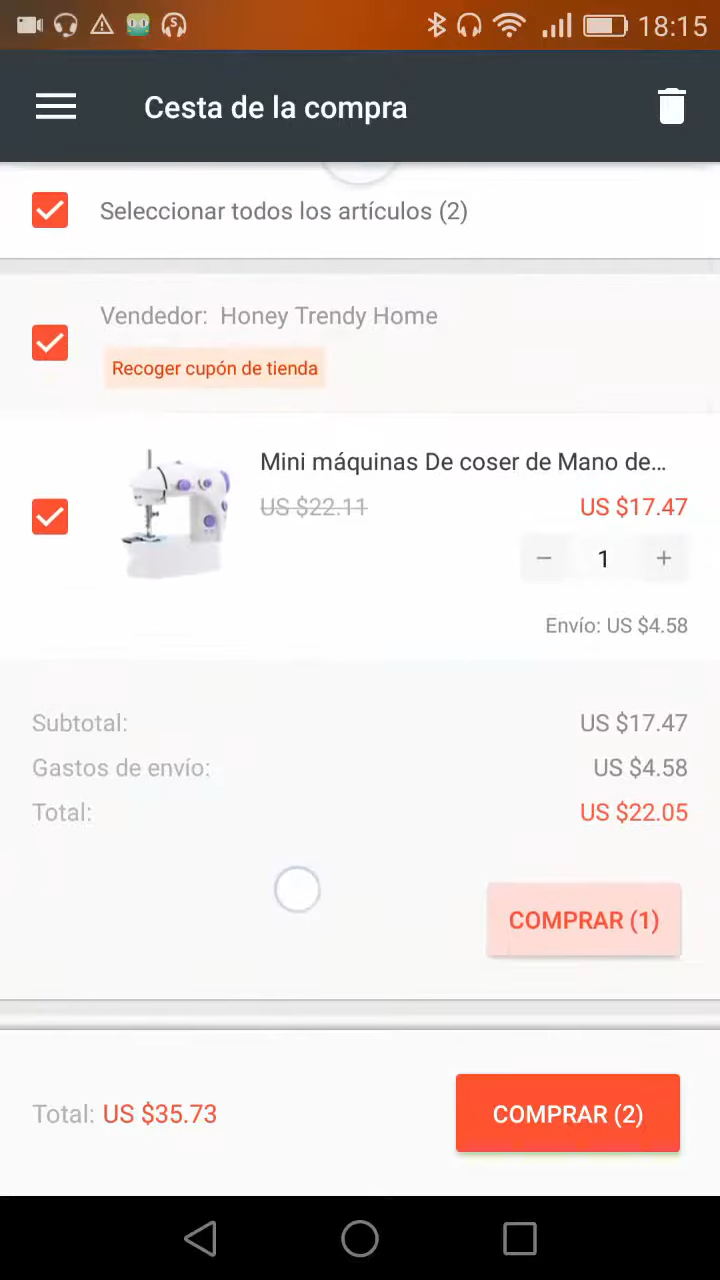 18:15
Cesta de la compra
Seleccionar todos los artículos (2)
Vendedor: Honey Trendy Home
Recoger cupón de tienda
Mini máquinas De coser de Mano de...
US $22.11 US $17.47
− 1 +
Envío: US $4.58
Subtotal: US $17.47
Gastos de envío: US $4.58
Total: US $22.05
COMPRAR (1)
Total: US $35.73 COMPRAR (2)